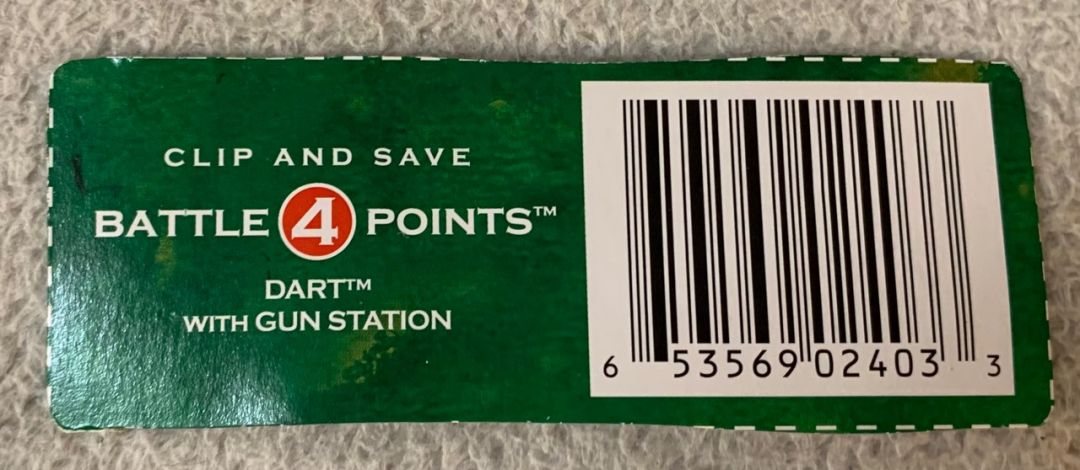 CLIP AND SAVE
BATTLE 4 POINTS™
DART™
WITH GUN STATION
6 53569 02403 3